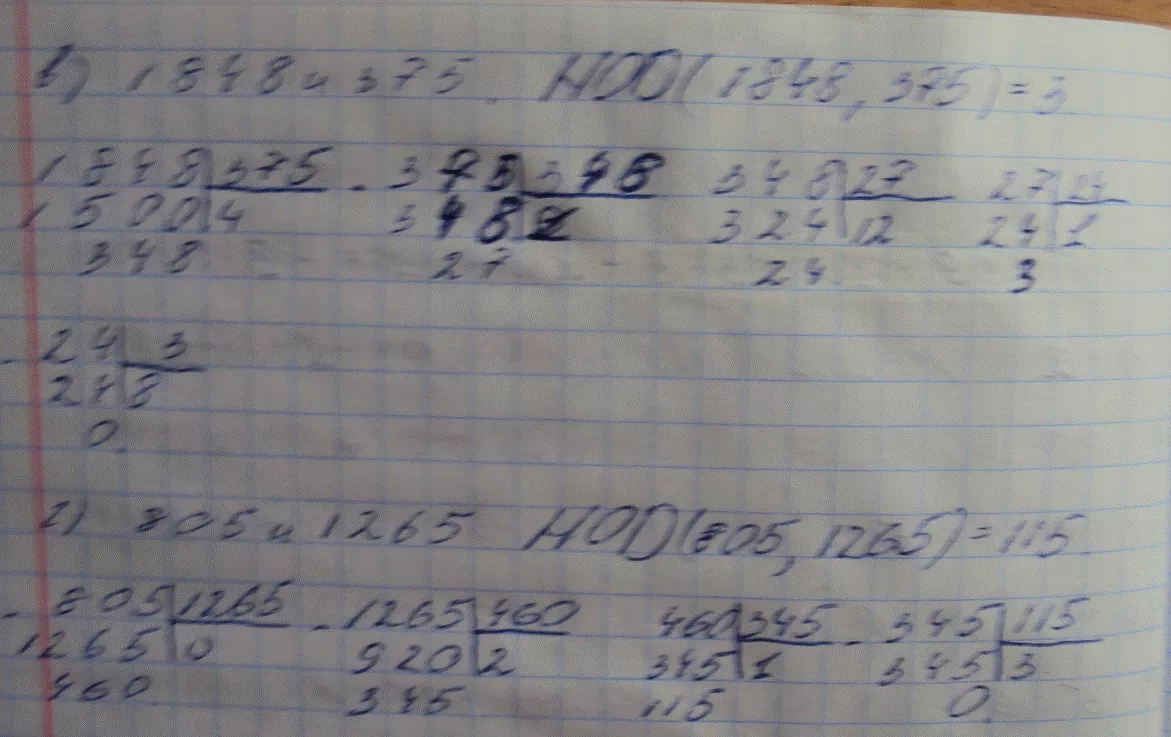 в) 1848 и 375. НОД(1848, 375) = 3.
1848 375 - 375 348 348 27 27 24
1500 4 348 1 324 12 24 1
348 27 24. 3
- 24 3
24 8
0.
г) 805 и 1265 НОД(805, 1265) = 115.
- 805 1265 - 1265 460 460 345 - 345 115
1265 0 920 2 345 1 345 3
460. 345 115 0.